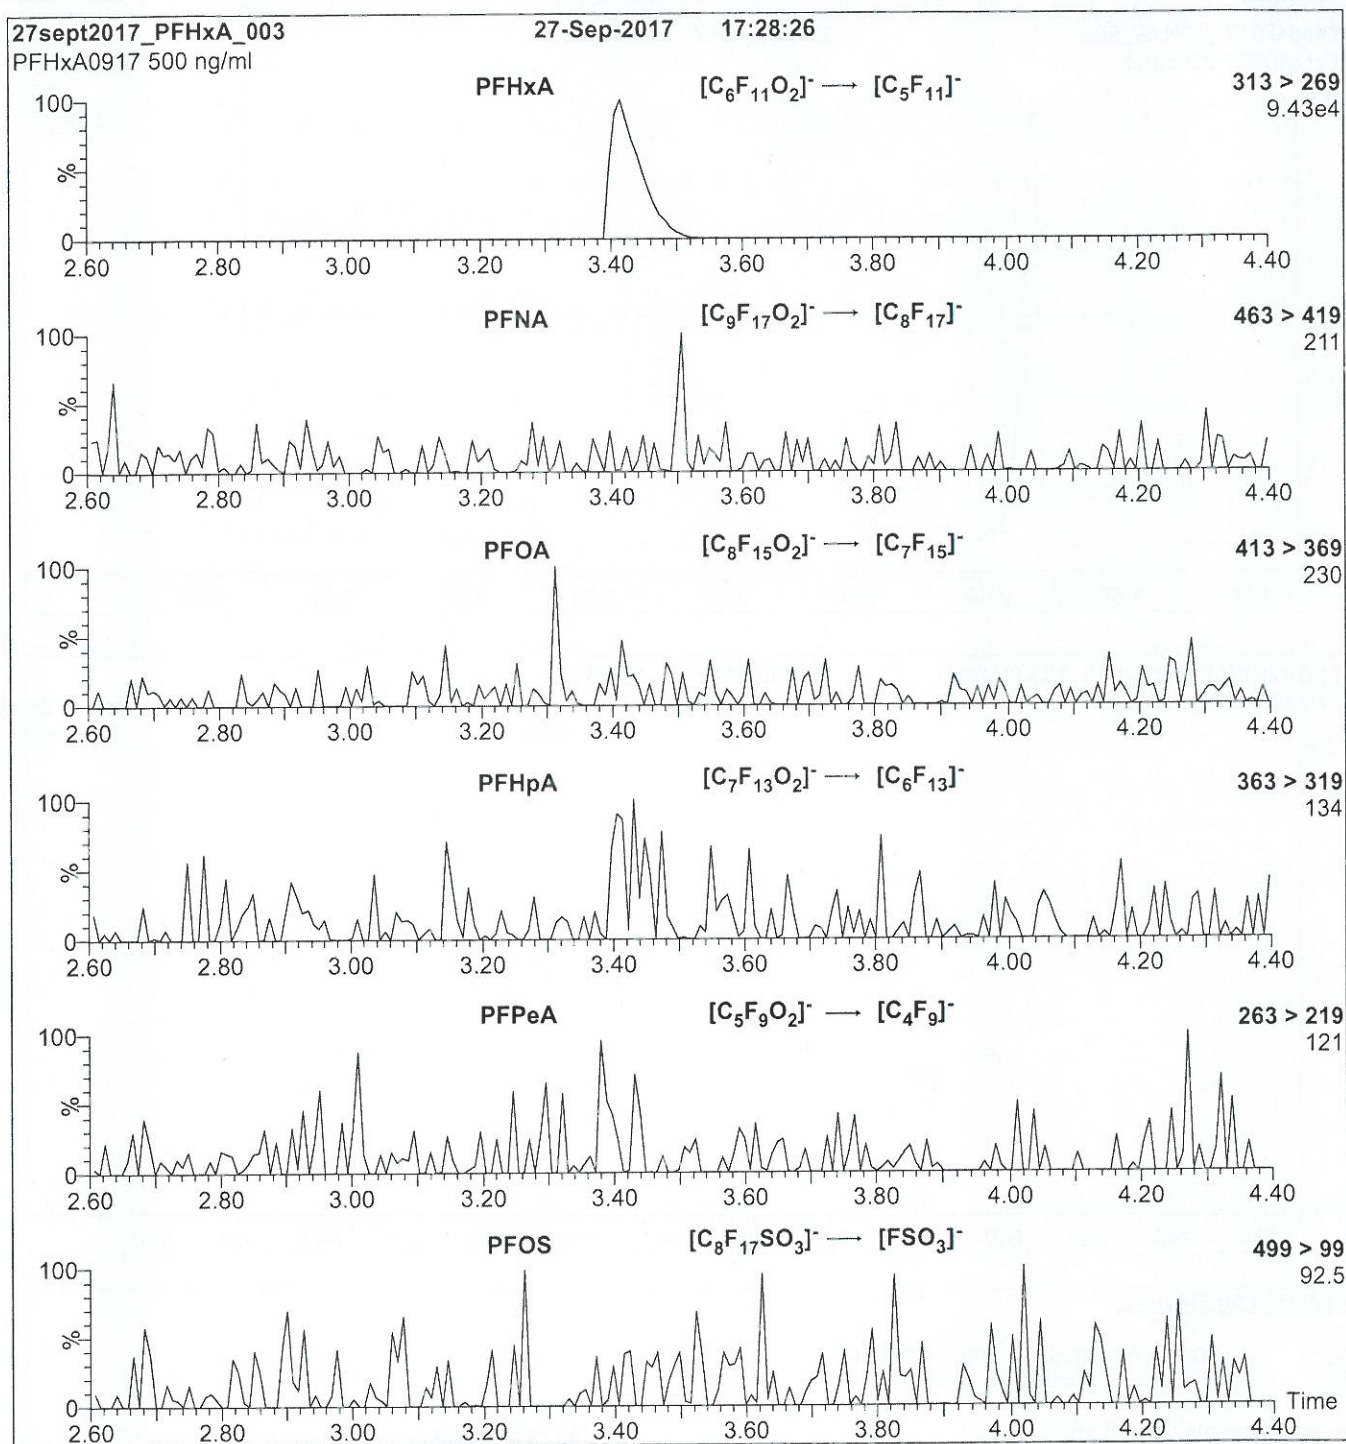 27sept2017_PFHxA_003 27-Sep-2017 17:28:26
PFHxA0917 500 ng/ml
PFHxA [C6F11O2]- → [C5F11]- 313 > 269
9.43e4
100
%
0
2.60 2.80 3.00 3.20 3.40 3.60 3.80 4.00 4.20 4.40
PFNA [C9F17O2]- → [C8F17]- 463 > 419
211
100
%
0
2.60 2.80 3.00 3.20 3.40 3.60 3.80 4.00 4.20 4.40
PFOA [C8F15O2]- → [C7F15]- 413 > 369
230
100
%
0
2.60 2.80 3.00 3.20 3.40 3.60 3.80 4.00 4.20 4.40
PFHpA [C7F13O2]- → [C6F13]- 363 > 319
134
100
%
0
2.60 2.80 3.00 3.20 3.40 3.60 3.80 4.00 4.20 4.40
PFPeA [C5F9O2]- → [C4F9]- 263 > 219
121
100
%
0
2.60 2.80 3.00 3.20 3.40 3.60 3.80 4.00 4.20 4.40
PFOS [C8F17SO3]- → [FSO3]- 499 > 99
92.5
100
%
0
Time
2.60 2.80 3.00 3.20 3.40 3.60 3.80 4.00 4.20 4.40